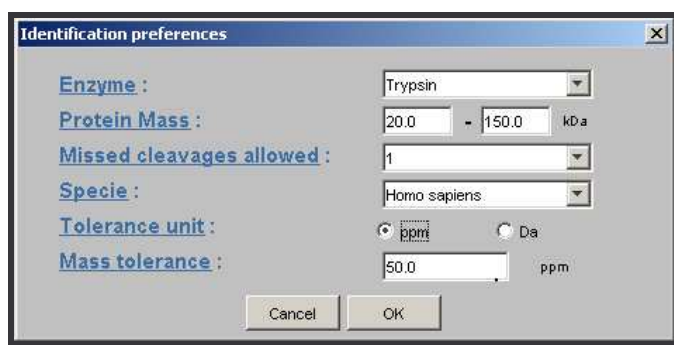 Identification preferences
Enzyme : Trypsin
Protein Mass : 20.0 - 150.0 kDa
Missed cleavages allowed : 1
Specie : Homo sapiens
Tolerance unit : ppm Da
Mass tolerance : 50.0 ppm
Cancel OK